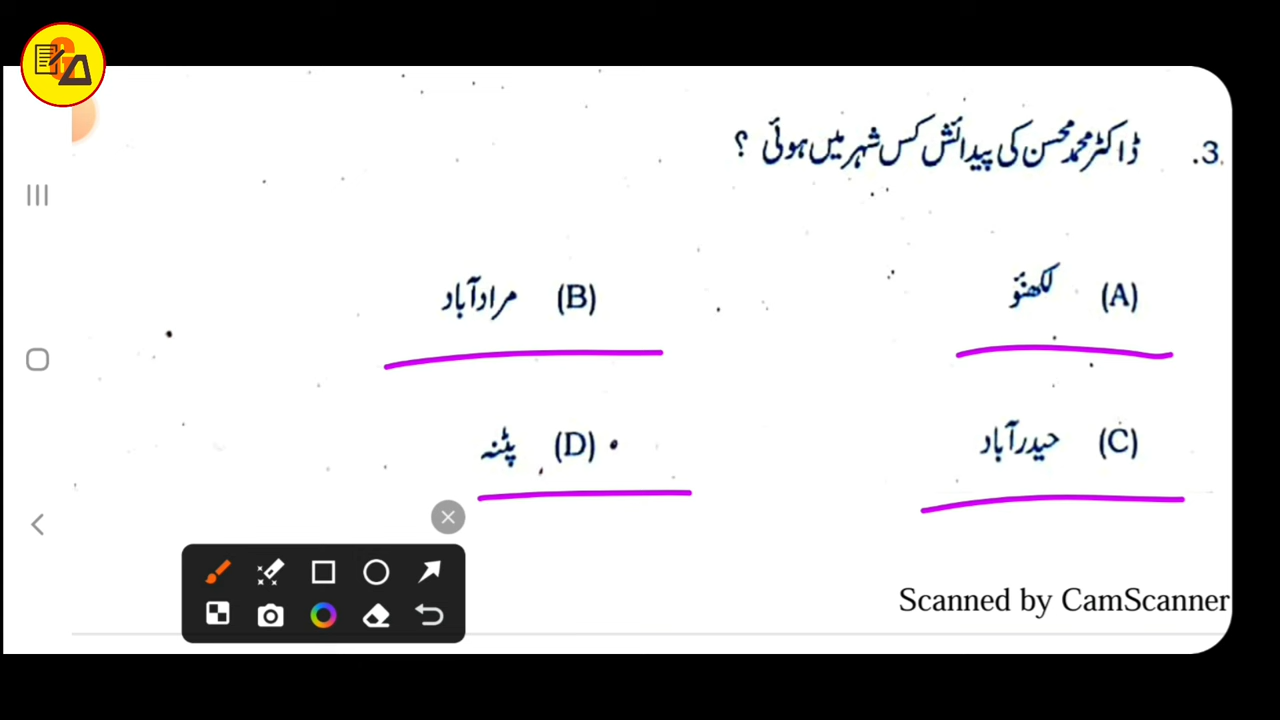 3. ڈاکٹر محمد محسن کی پیدائش کس شہر میں ہوئی ؟
(A) لکھنؤ
(B) مرادآباد
(C) حیدرآباد
(D) پٹنہ
Scanned by CamScanner